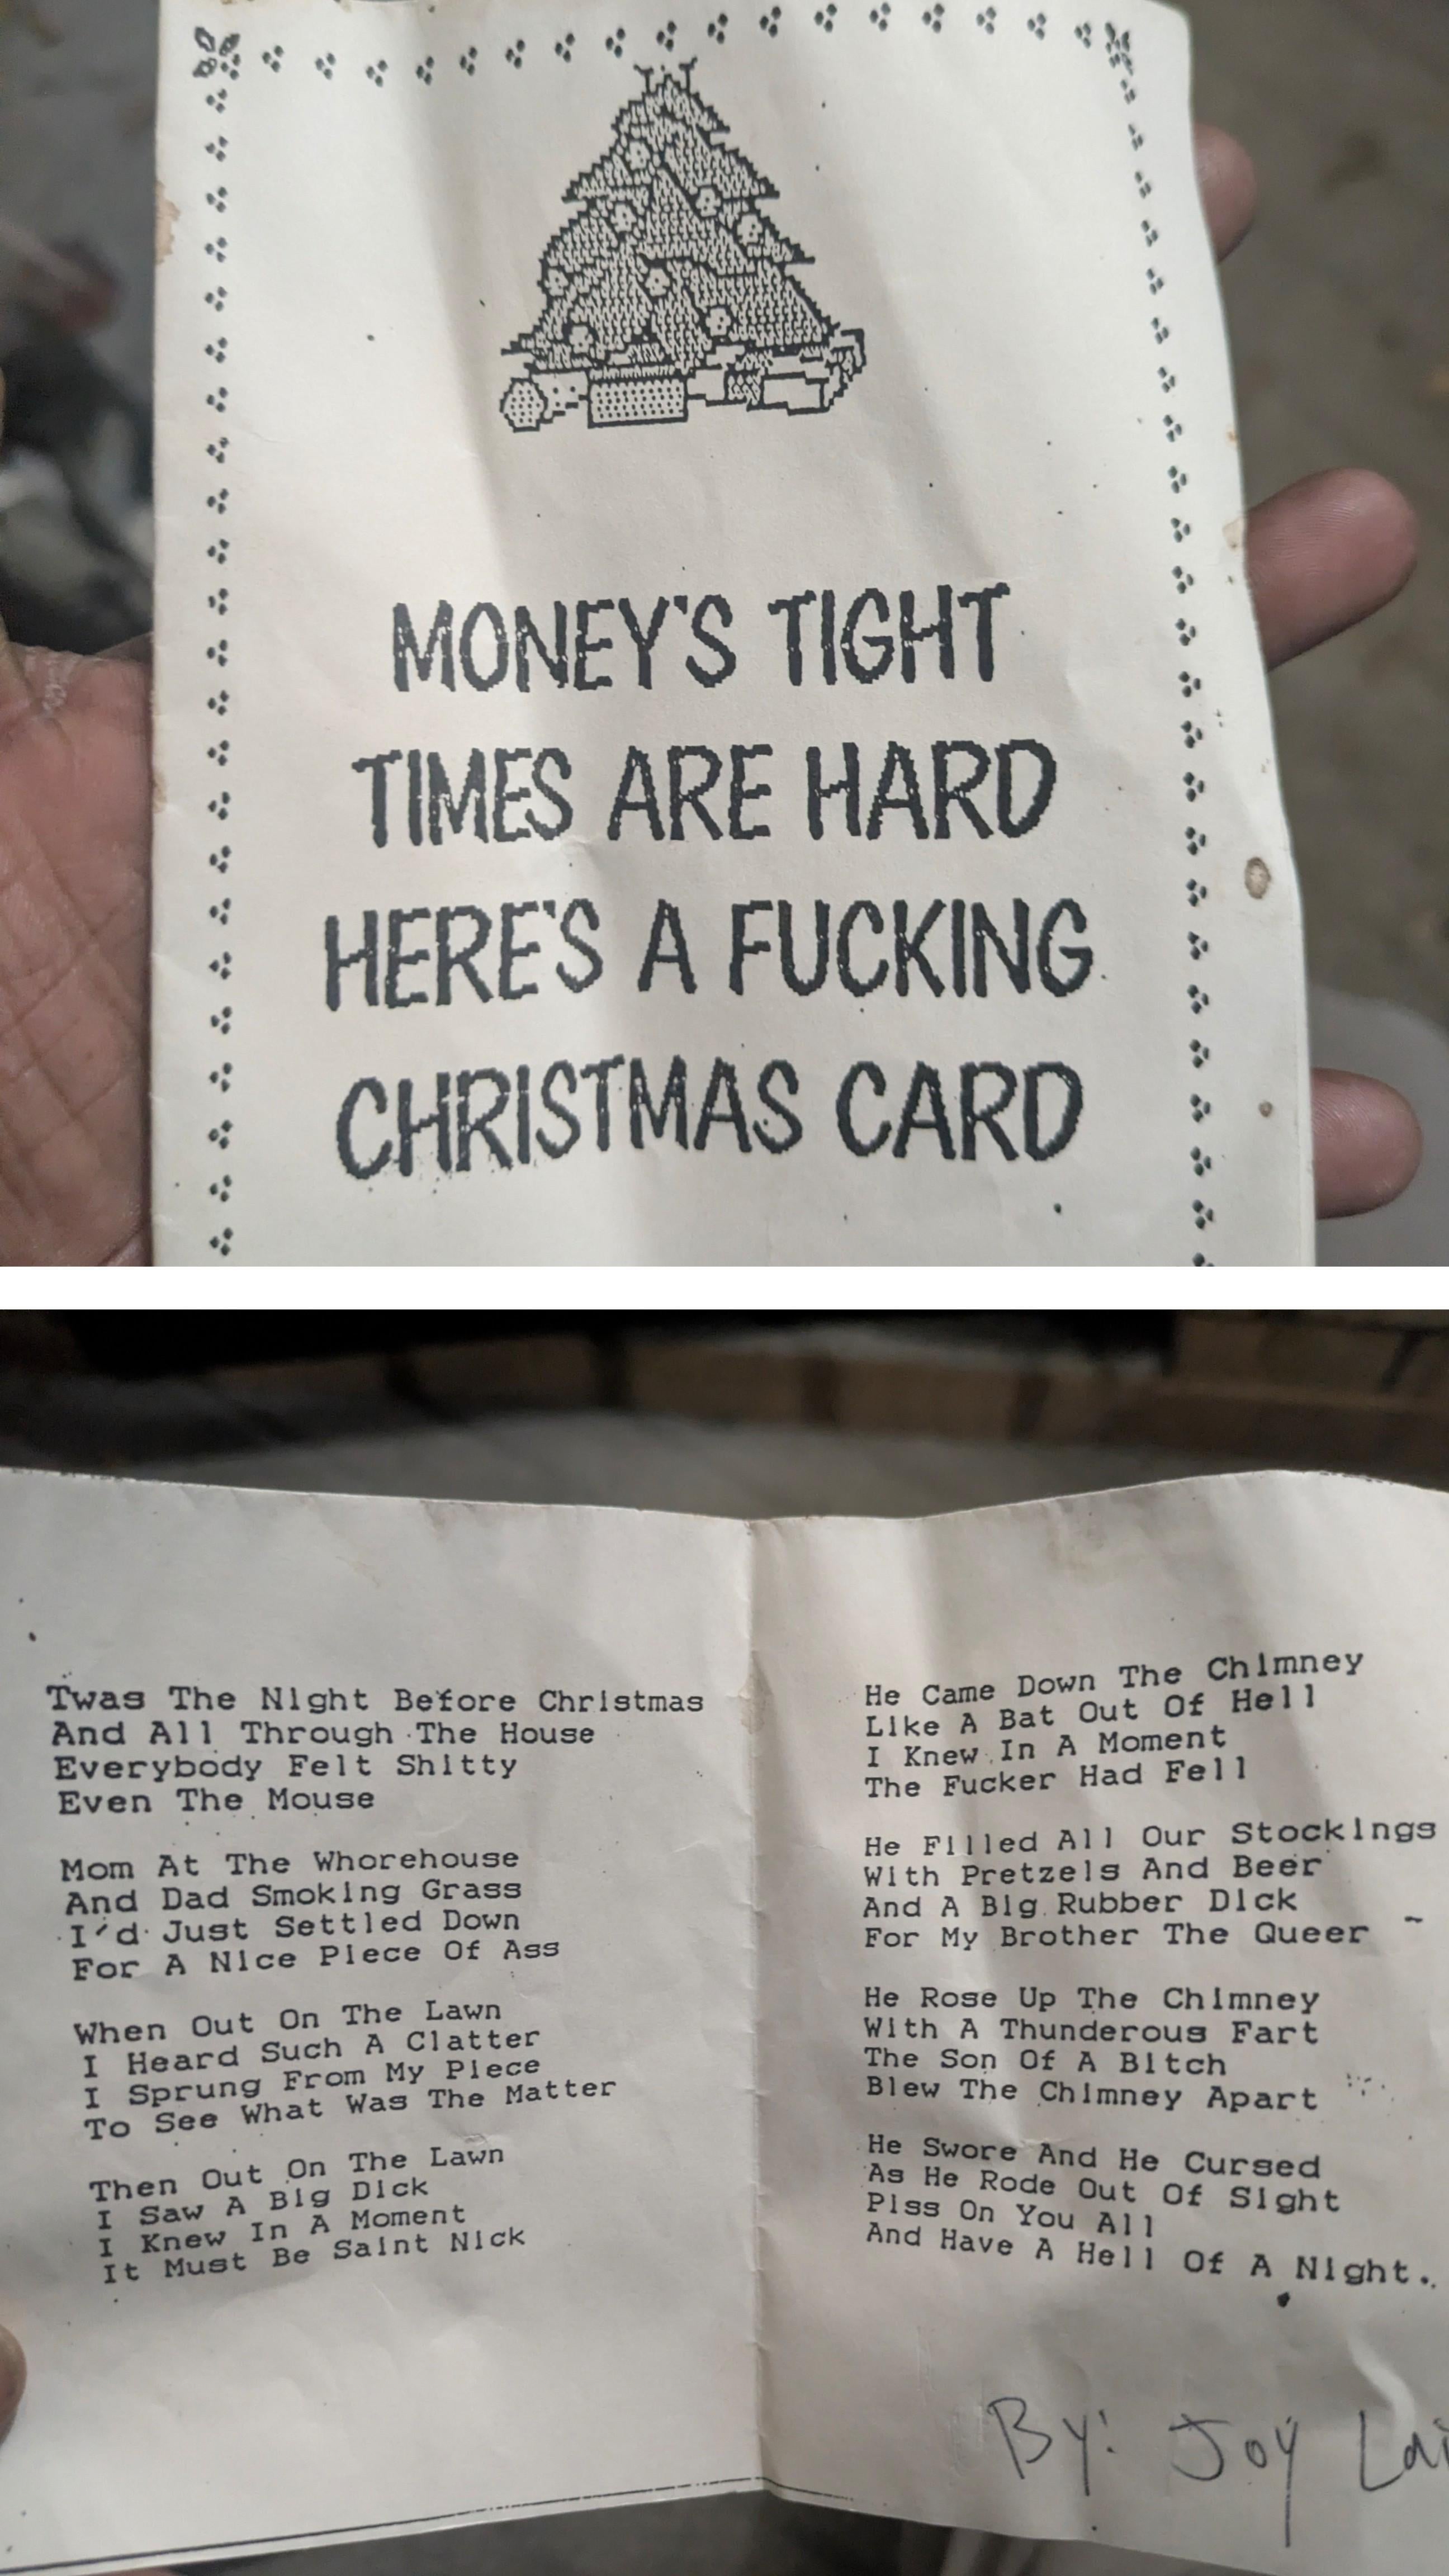 MONEY'S TIGHT
TIMES ARE HARD
HERE'S A FUCKING
CHRISTMAS CARD
Twas The Night Before Christmas
And All Through The House
Everybody Felt Shitty
Even The Mouse
Mom At The Whorehouse
And Dad Smoking Grass
I'd Just Settled Down
For A Nice Piece Of Ass
When Out On The Lawn
I Heard Such A Clatter
I Sprung From My Piece
To See What Was The Matter
Then Out On The Lawn
I Saw A Big Dick
I Knew In A Moment
It Must Be Saint Nick
He Came Down The Chimney
Like A Bat Out Of Hell
I Knew In A Moment
The Fucker Had Fell
He Filled All Our Stockings
With Pretzels And Beer
And A Big Rubber Dick
For My Brother The Queer
He Rose Up The Chimney
With A Thunderous Fart
The Son Of A Bitch
Blew The Chimney Apart
He Swore And He Cursed
As He Rode Out Of Sight
Piss On You All
And Have A Hell Of A Night.
By: Joy